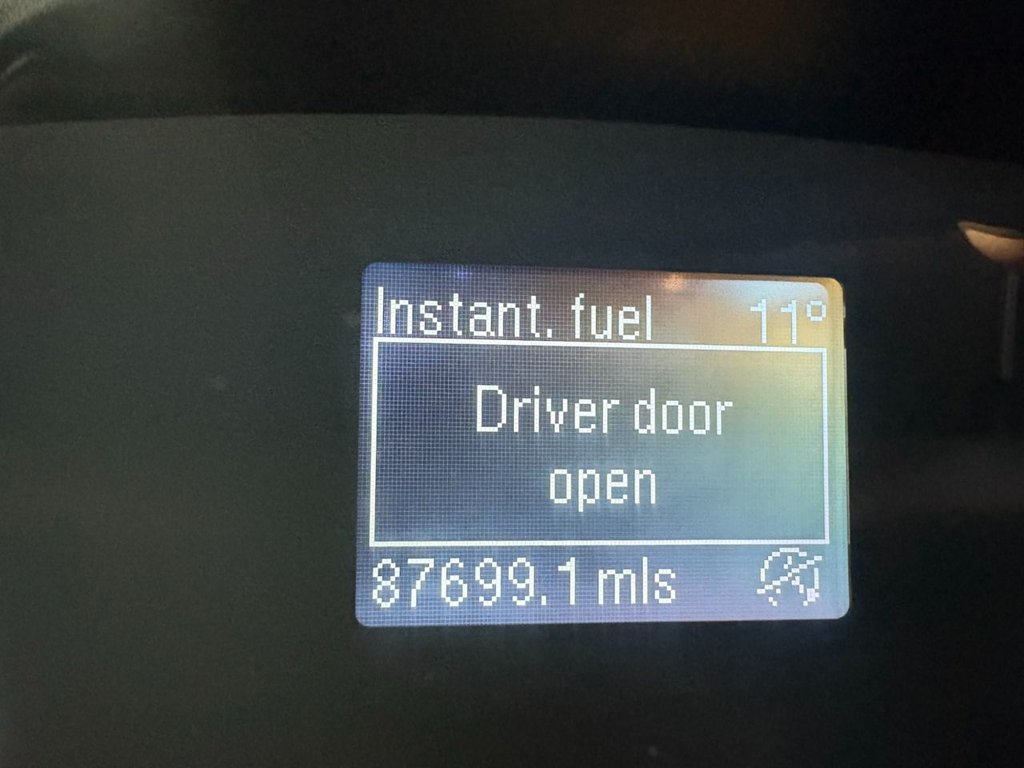 Instant. fuel 11°
Driver door
open
87699.1 mls